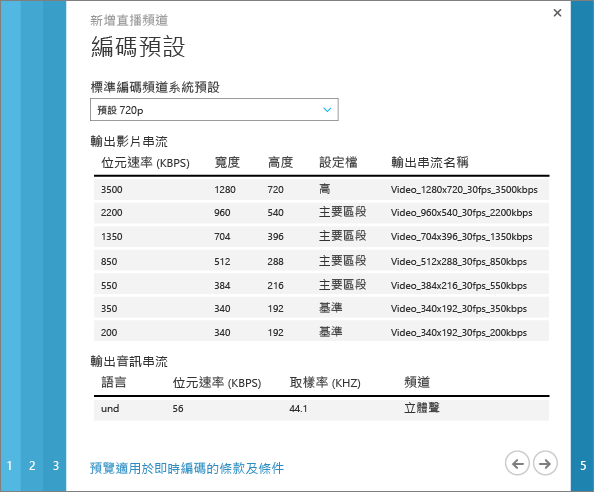 新增直播頻道
編碼預設
標準編碼頻道系統預設
預設 720p
輸出影片串流
位元速率 (KBPS) 寬度 高度 設定檔 輸出串流名稱
3500 1280 720 高 Video_1280x720_30fps_3500kbps
2200 960 540 主要區段 Video_960x540_30fps_2200kbps
1350 704 396 主要區段 Video_704x396_30fps_1350kbps
850 512 288 主要區段 Video_512x288_30fps_850kbps
550 384 216 主要區段 Video_384x216_30fps_550kbps
350 340 192 基準 Video_340x192_30fps_350kbps
200 340 192 基準 Video_340x192_30fps_200kbps
輸出音訊串流
語言 位元速率 (KBPS) 取樣率 (KHZ) 頻道
und 56 44.1 立體聲
1 2 3 預覽適用於即時編碼的條款及條件 5